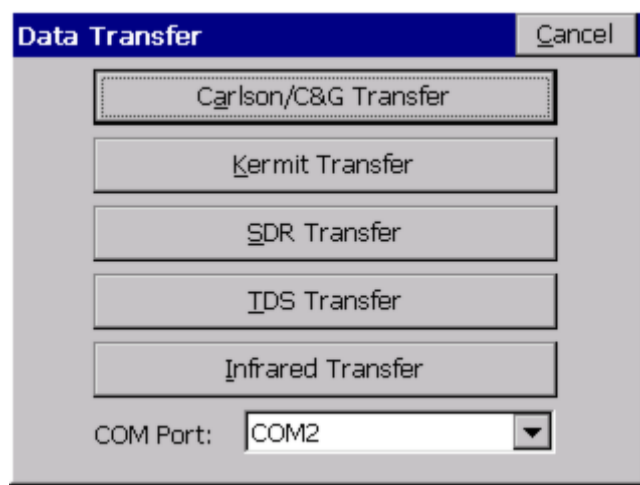 Data Transfer Cancel
Carlson/C&G Transfer
Kermit Transfer
SDR Transfer
TDS Transfer
Infrared Transfer
COM Port: COM2